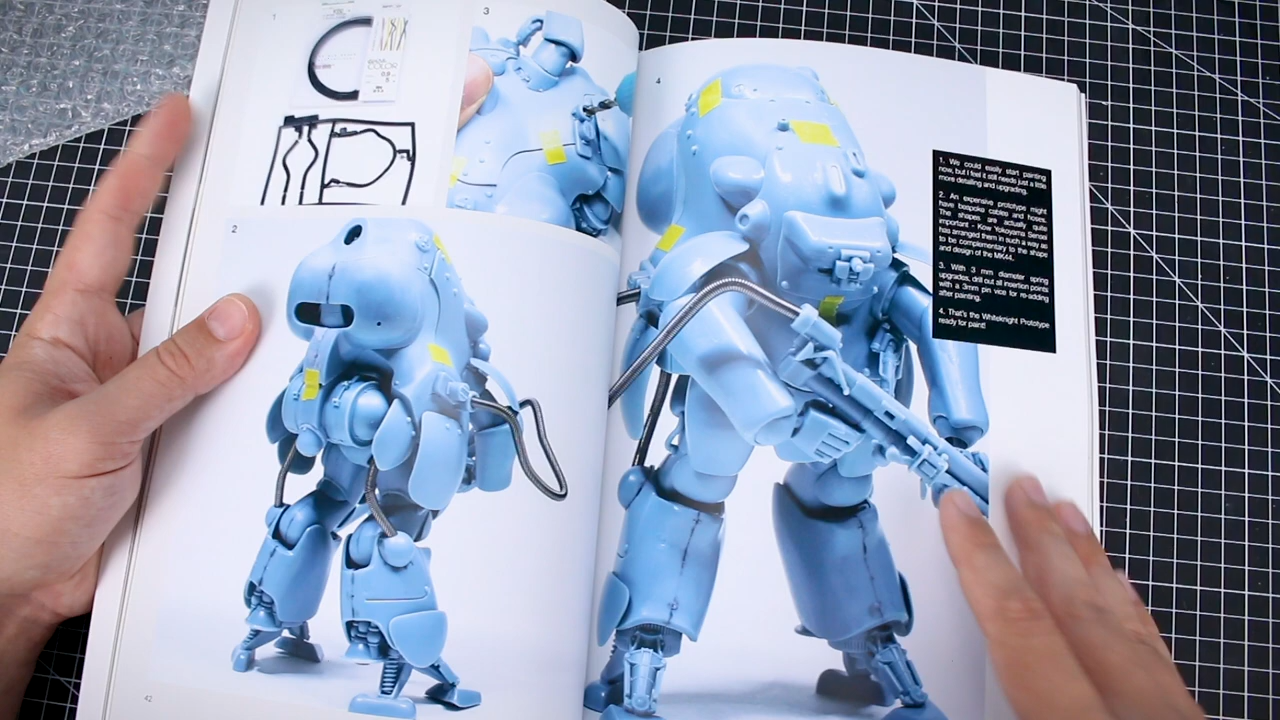 1
3
COLOR
0.8
2
4
1. We could easily start painting
now, but I feel it still needs just a little
more detailing and upgrading.
2. An expensive prototype might
have bespoke cables and hoses.
The shapes are actually quite
important - Kow Yokoyama Sensei
has arranged them in such a way as
to be complementary to the shape
and design of the MK44.
3. With 3 mm diameter spring
upgrades, drill out all insertion points
with a 3mm pin vice for re-adding
after painting.
4. That's the Whiteknight Prototype
ready for paint!
42